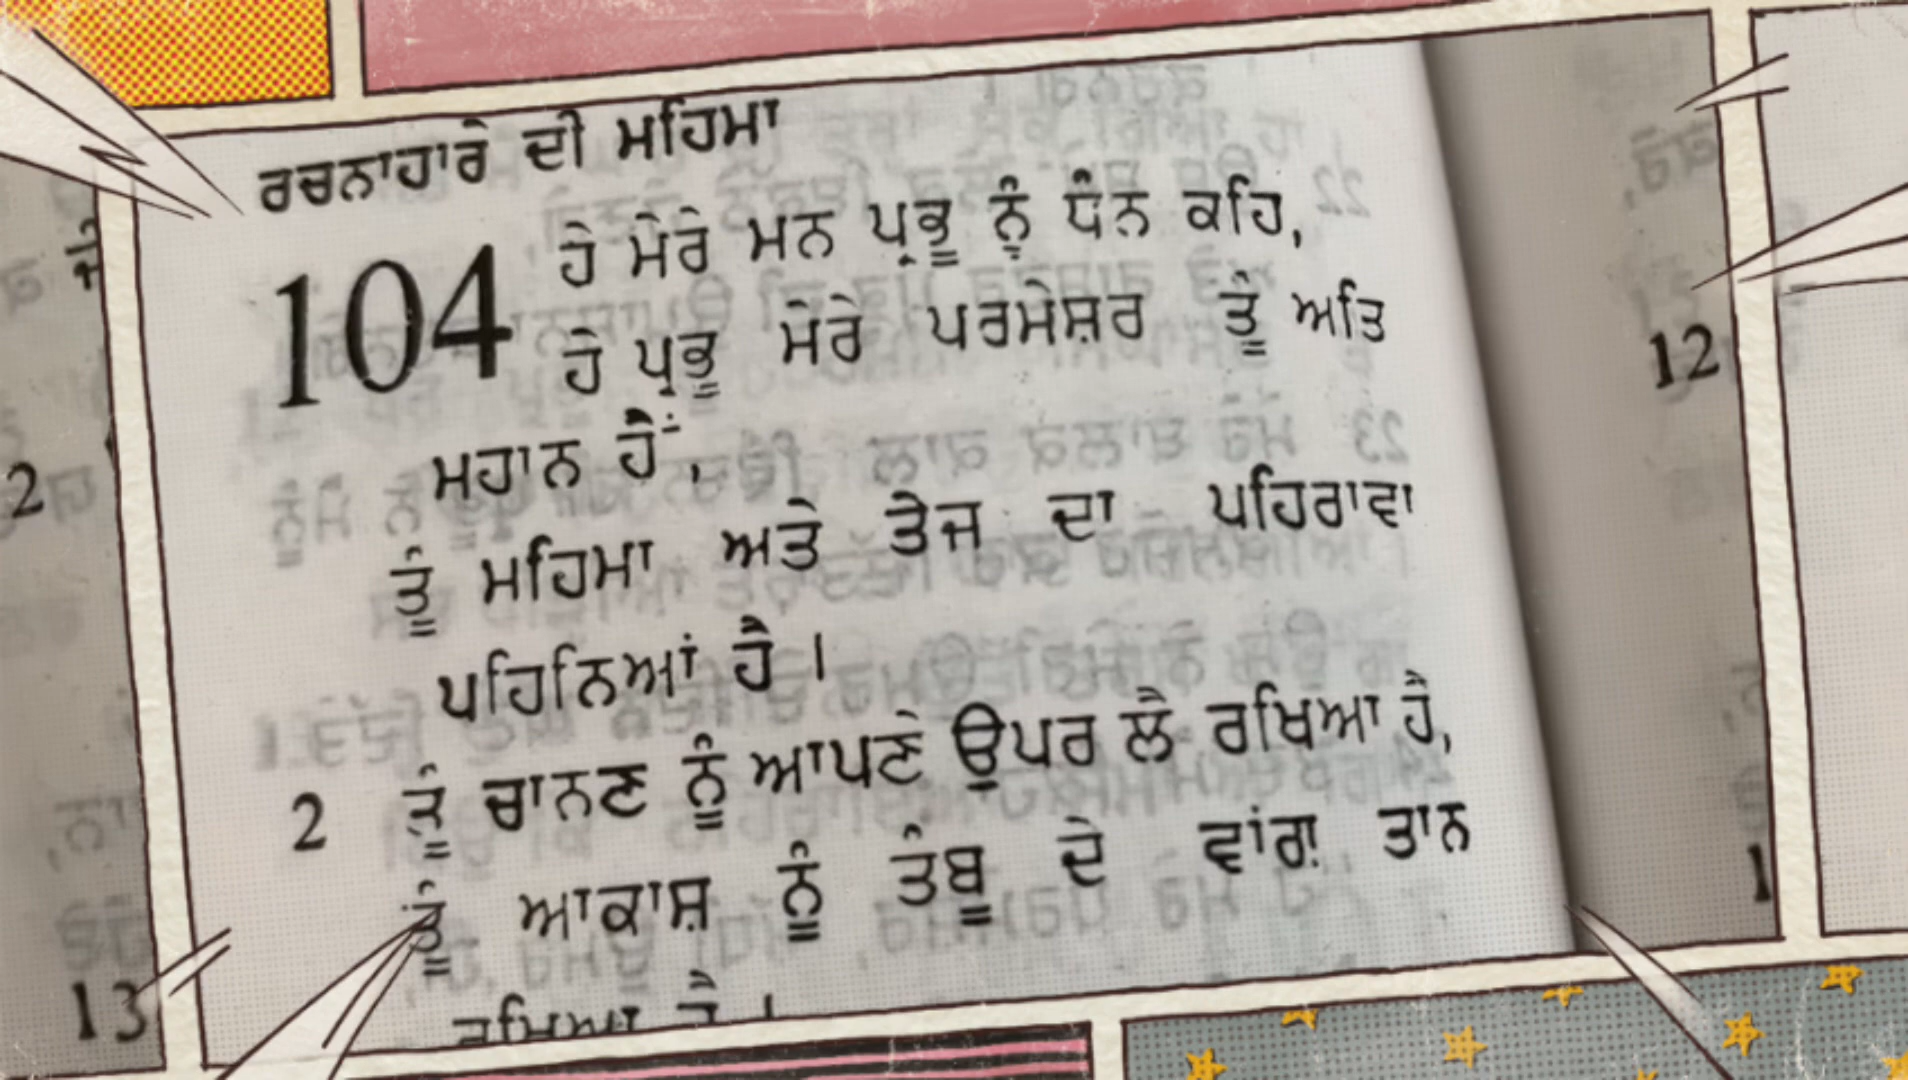 ਰਚਨਾਹਾਰੇ ਦੀ ਮਹਿਮਾ
104 ਹੇ ਮੇਰੇ ਮਨ ਪ੍ਰਭੂ ਨੂੰ ਧੰਨ ਕਹਿ,
ਹੇ ਪ੍ਰਭੂ ਮੇਰੇ ਪਰਮੇਸ਼ਰ ਤੂੰ ਅਤਿ
ਮਹਾਨ ਹੈਂ,
ਤੂੰ ਮਹਿਮਾ ਅਤੇ ਤੇਜ ਦਾ ਪਹਿਰਾਵਾ
ਪਹਿਨਿਆਂ ਹੈ ।
2 ਤੂੰ ਚਾਨਣ ਨੂੰ ਆਪਣੇ ਉਪਰ ਲੈ ਰਖਿਆ ਹੈ,
ਤੂੰ ਆਕਾਸ਼ ਨੂੰ ਤੰਬੂ ਦੇ ਵਾਂਗ਼ ਤਾਨ
2
13
12